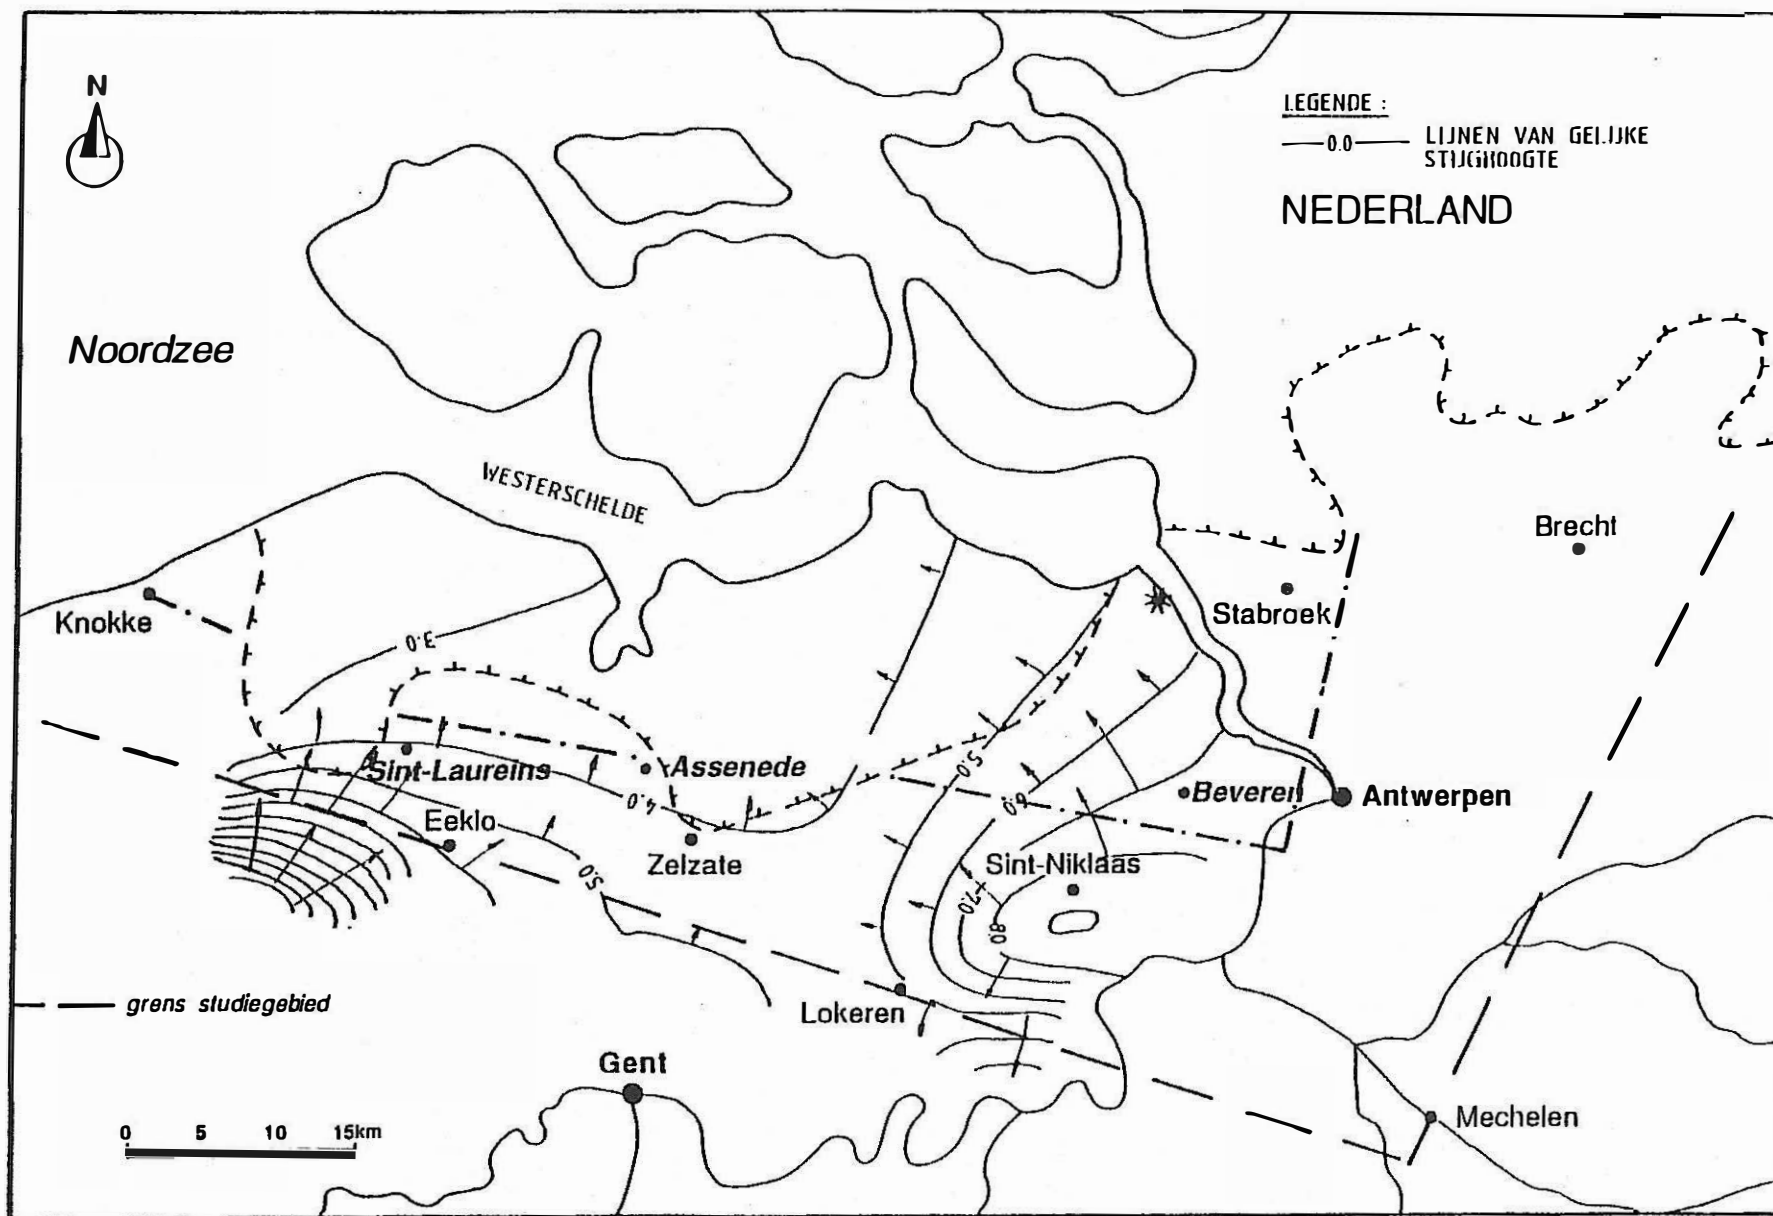 N
LEGENDE :
0.0 LIJNEN VAN GELIJKE
STIJGHOOGTE
NEDERLAND
Noordzee
WESTERSCHELDE
Brecht
Knokke
Stabroek
3.0
Sint-Laureins
Assenede
5.0
Beveren
Antwerpen
4.0
6.0
Eeklo
Zelzate
5.0
Sint-Niklaas
7.0
8.0
grens studiegebied
Lokeren
Gent
Mechelen
0 5 10 15km